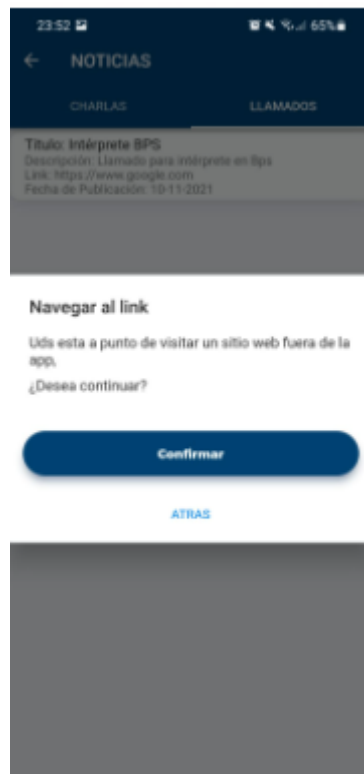 23:52 65%
NOTICIAS
CHARLAS LLAMADOS
Título: Intérprete BPS
Descripción: Llamado para intérprete en Bps
Link: https://www.google.com
Fecha de Publicación: 10-11-2021
Navegar al link
Uds esta a punto de visitar un sitio web fuera de la
app,
¿Desea continuar?
Confirmar
ATRAS